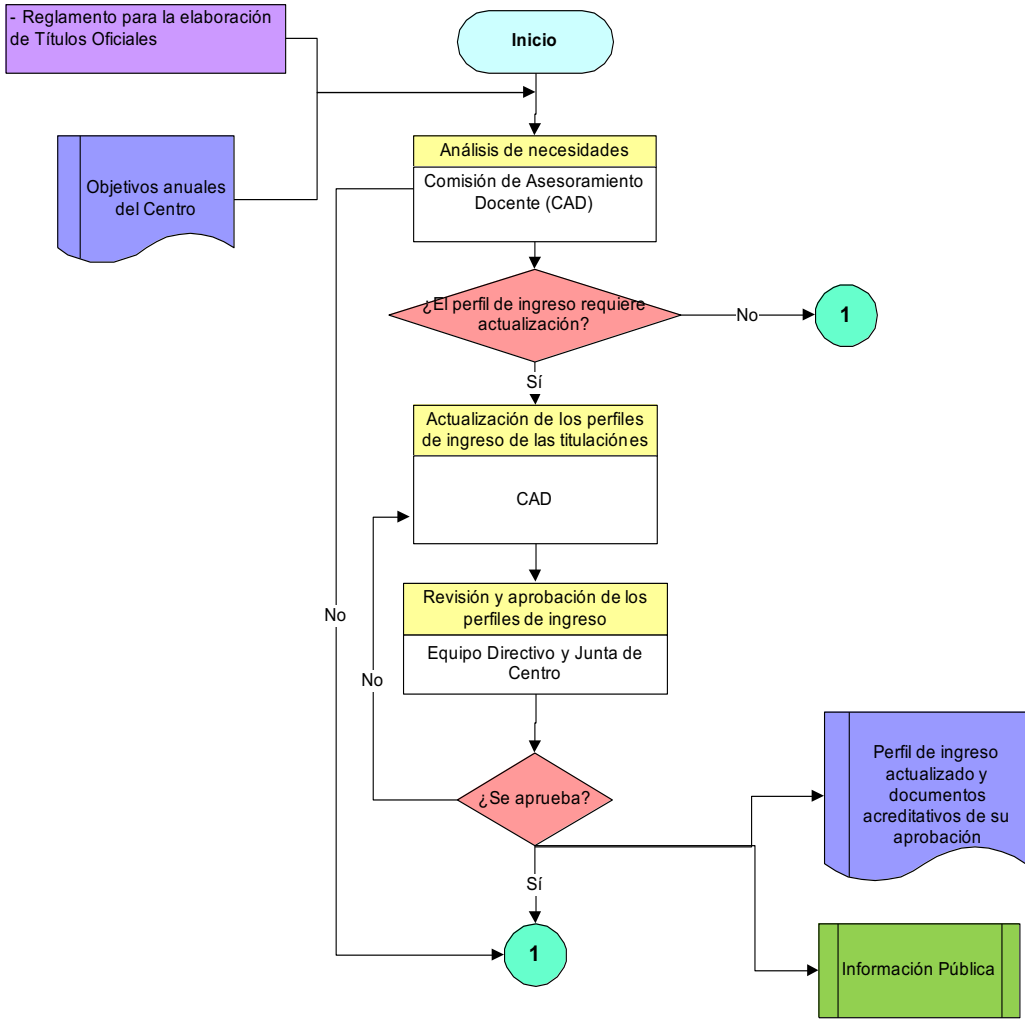 - Reglamento para la elaboración
de Títulos Oficiales
Inicio
Objetivos anuales
del Centro
Análisis de necesidades
Comisión de Asesoramiento
Docente (CAD)
¿El perfil de ingreso requiere
actualización?
No
1
Sí
Actualización de los perfiles
de ingreso de las titulaciónes
CAD
Revisión y aprobación de los
perfiles de ingreso
Equipo Directivo y Junta de
Centro
No
No
¿Se aprueba?
Perfil de ingreso
actualizado y
documentos
acreditativos de su
aprobación
Sí
1
Información Pública